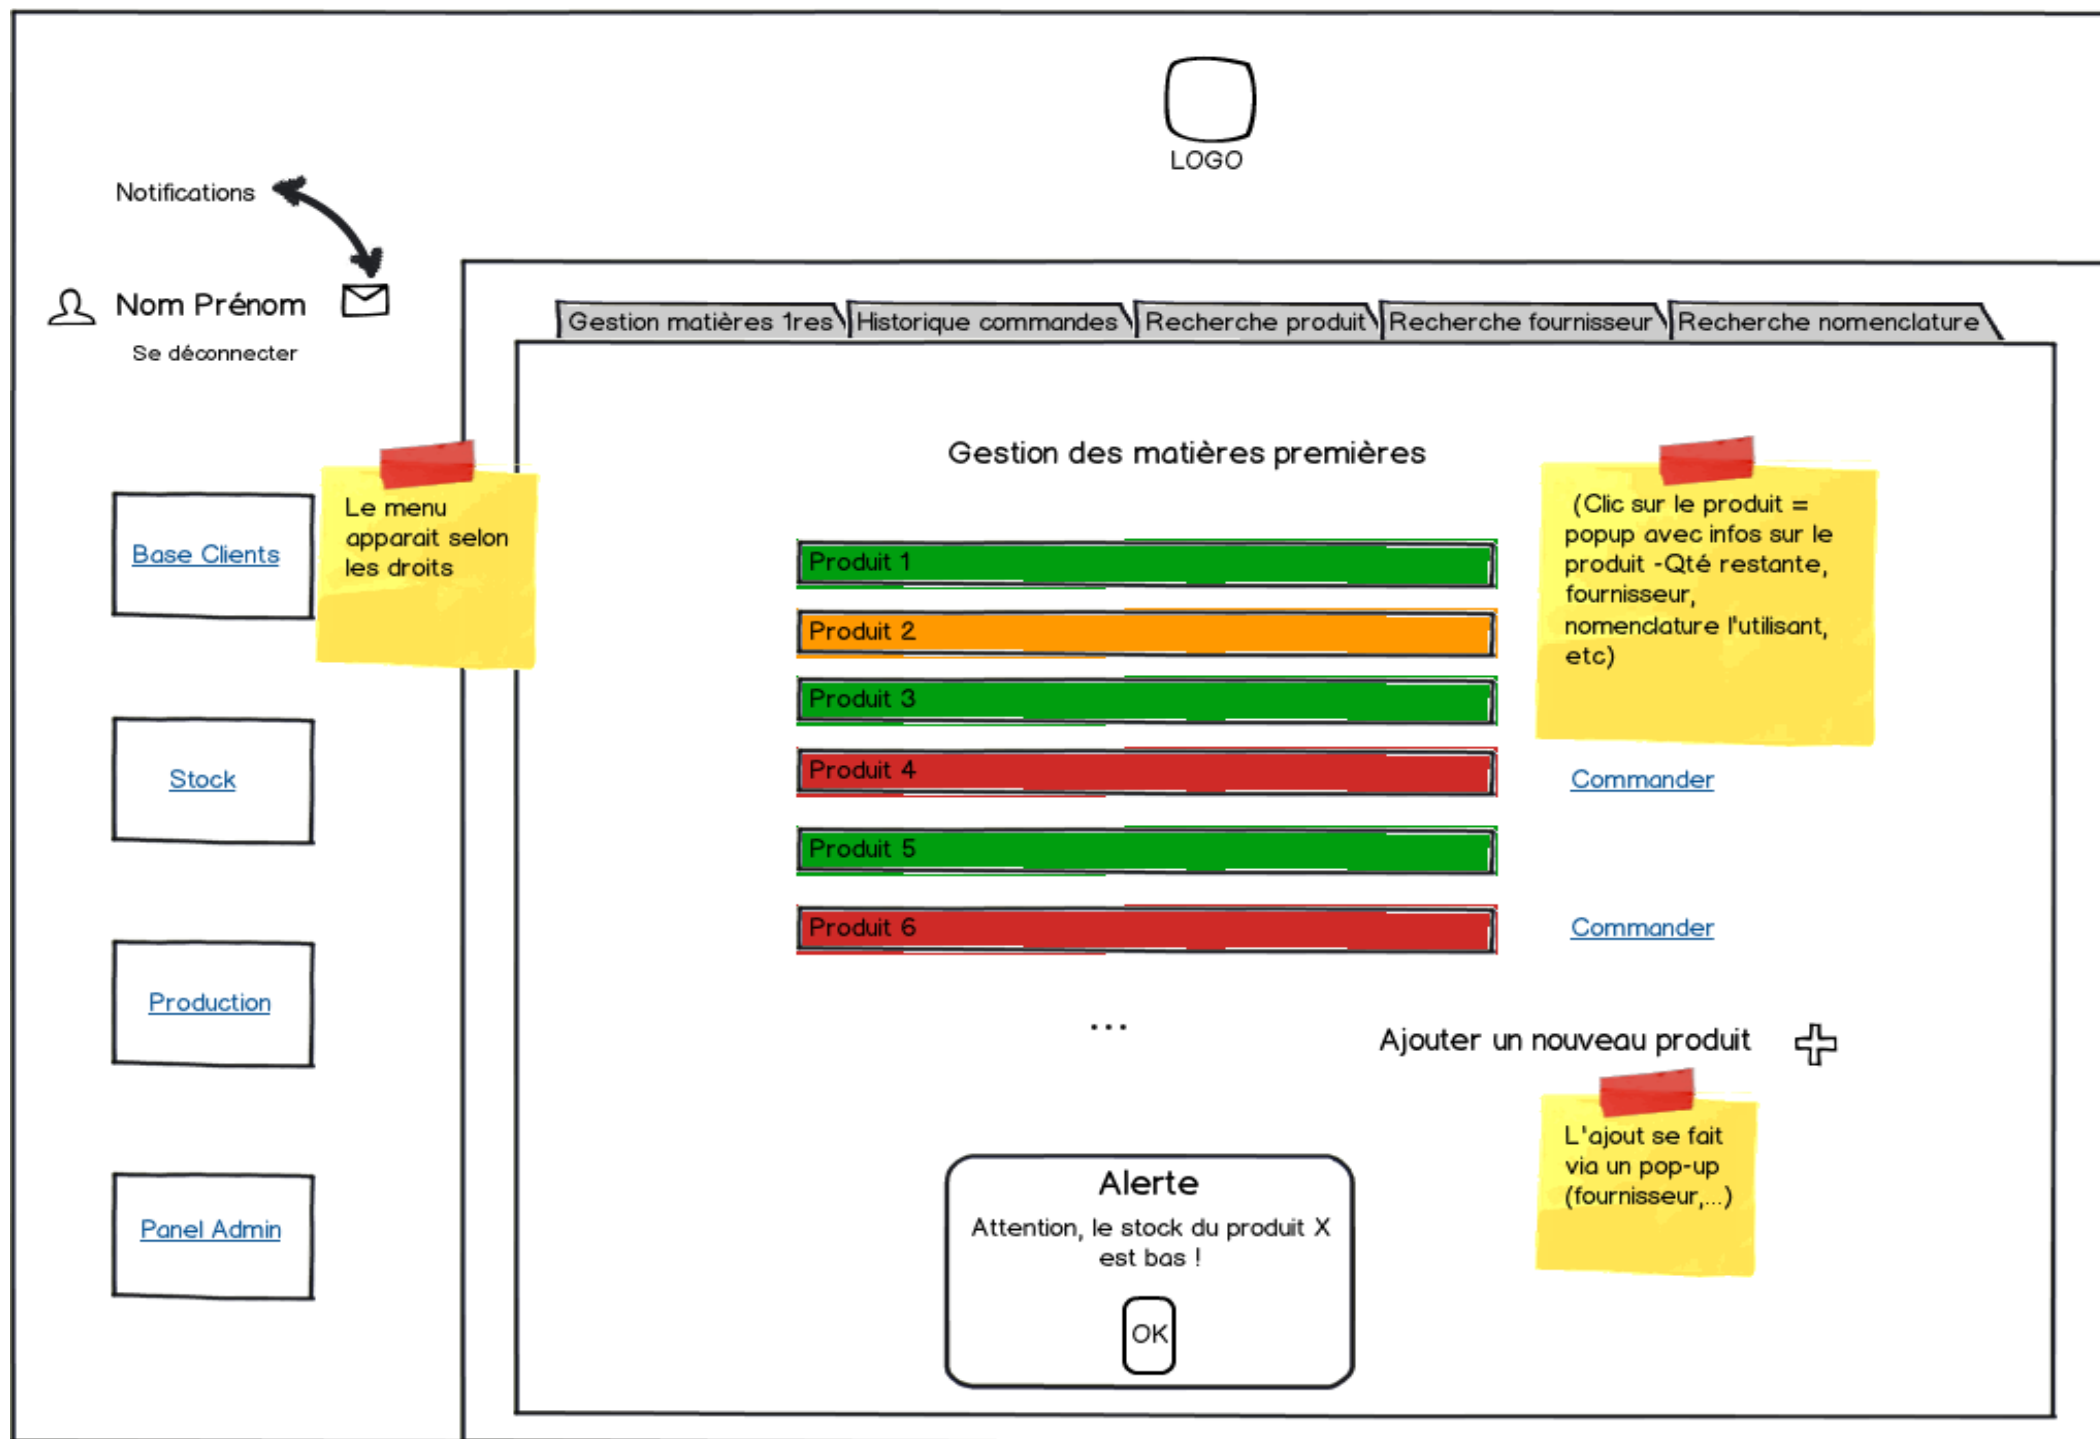 LOGO
Notifications
Nom Prénom
Se déconnecter
Gestion matières 1res
Historique commandes
Recherche produit
Recherche fournisseur
Recherche nomenclature
Base Clients
Stock
Production
Panel Admin
Le menu
apparait selon
les droits
Gestion des matières premières
Produit 1
Produit 2
Produit 3
Produit 4
Commander
Produit 5
Produit 6
Commander
...
(Clic sur le produit =
popup avec infos sur le
produit -Qté restante,
fournisseur,
nomenclature l'utilisant,
etc)
Ajouter un nouveau produit
L'ajout se fait
via un pop-up
(fournisseur,...)
Alerte
Attention, le stock du produit X
est bas !
OK